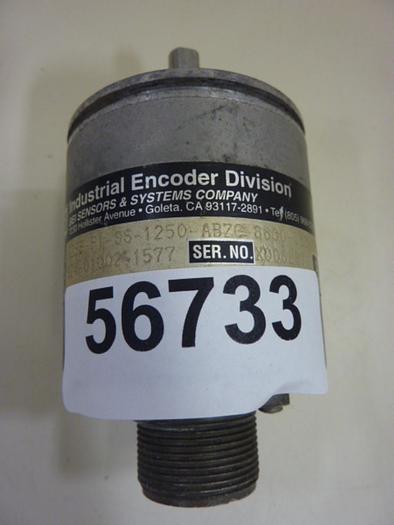 Industrial Encoder Division
SENSORS & SYSTEMS COMPANY
Hollister Avenue • Goleta. CA 93117-2891 • Tel (805)
SS-1250-ABZC
1577 SER.NO.
56733